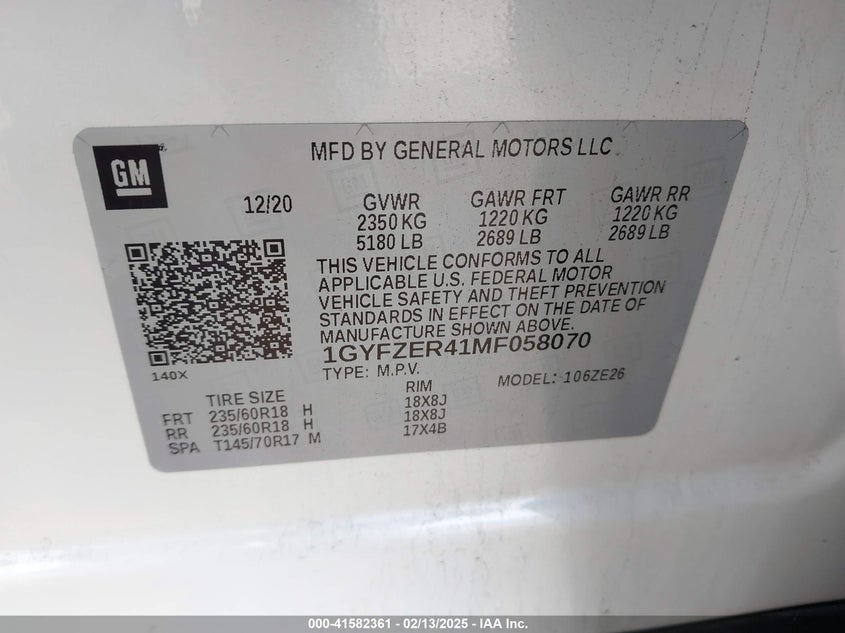 GM
MFD BY GENERAL MOTORS LLC
12/20
GVWR GAWR FRT GAWR RR
2350 KG 1220 KG 1220 KG
5180 LB 2689 LB 2689 LB
THIS VEHICLE CONFORMS TO ALL
APPLICABLE U.S. FEDERAL MOTOR
VEHICLE SAFETY AND THEFT PREVENTION
STANDARDS IN EFFECT ON THE DATE OF
MANUFACTURE SHOWN ABOVE.
1GYFZER41MF058070
140X
TYPE: M.P.V. MODEL: 106ZE26
TIRE SIZE RIM
FRT 235/60R18 H 18X8J
RR 235/60R18 H 18X8J
SPA T145/70R17 M 17X4B
000-41582361 - 02/13/2025 - IAA Inc.